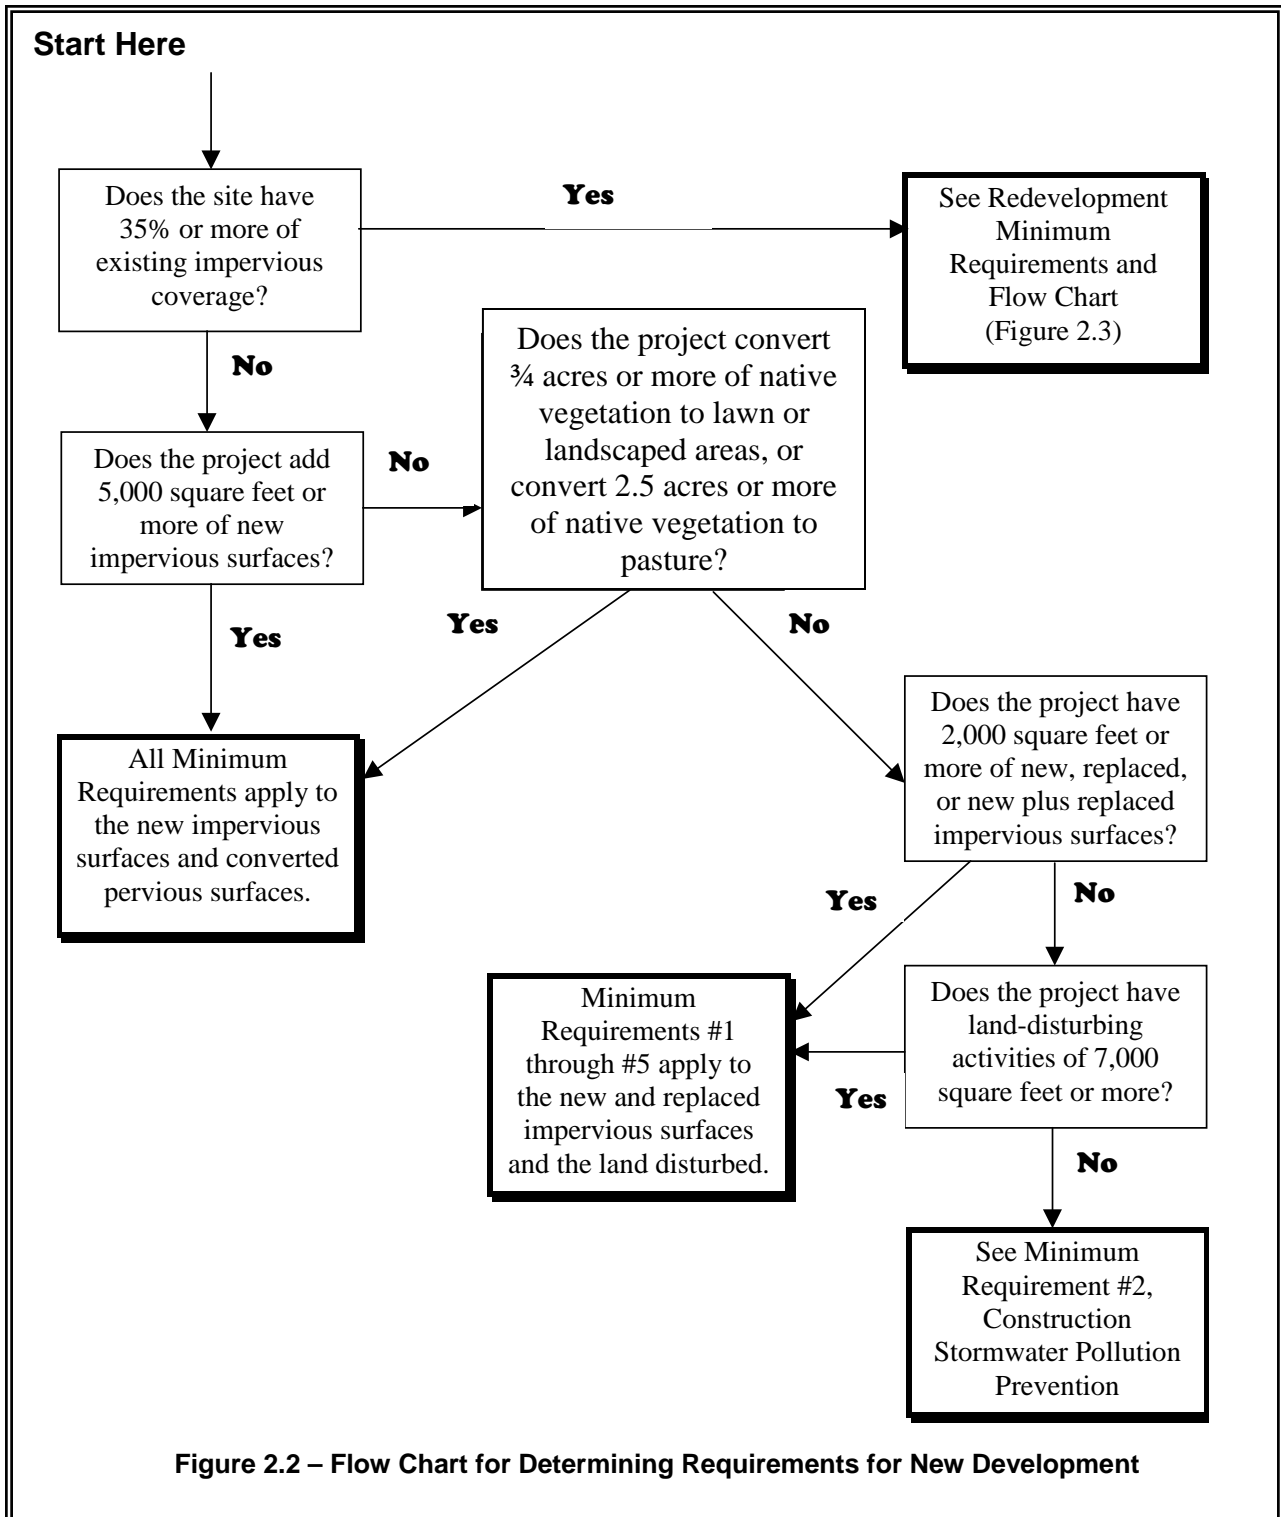 Start Here
Does the site have
35% or more of
existing impervious
coverage?
Yes
See Redevelopment
Minimum
Requirements and
Flow Chart
(Figure 2.3)
No
Does the project add
5,000 square feet or
more of new
impervious surfaces?
No
Does the project convert
¾ acres or more of native
vegetation to lawn or
landscaped areas, or
convert 2.5 acres or more
of native vegetation to
pasture?
Yes
Yes
No
All Minimum
Requirements apply to
the new impervious
surfaces and converted
pervious surfaces.
Does the project have
2,000 square feet or
more of new, replaced,
or new plus replaced
impervious surfaces?
Yes
No
Minimum
Requirements #1
through #5 apply to
the new and replaced
impervious surfaces
and the land disturbed.
Does the project have
land-disturbing
activities of 7,000
square feet or more?
Yes
No
See Minimum
Requirement #2,
Construction
Stormwater Pollution
Prevention
Figure 2.2 – Flow Chart for Determining Requirements for New Development